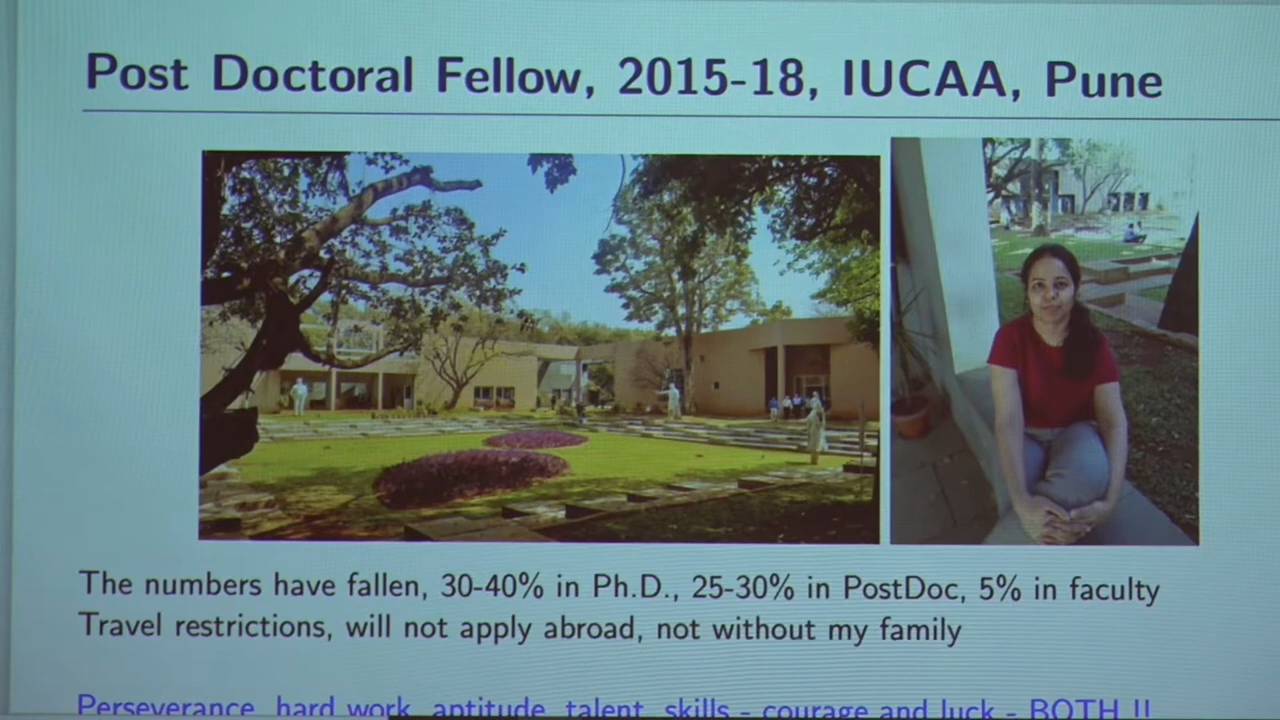 Post Doctoral Fellow, 2015-18, IUCAA, Pune
The numbers have fallen, 30-40% in Ph.D., 25-30% in PostDoc, 5% in faculty
Travel restrictions, will not apply abroad, not without my family
Perseverance, hard work, aptitude, talent, skills - courage and luck - BOTH !!